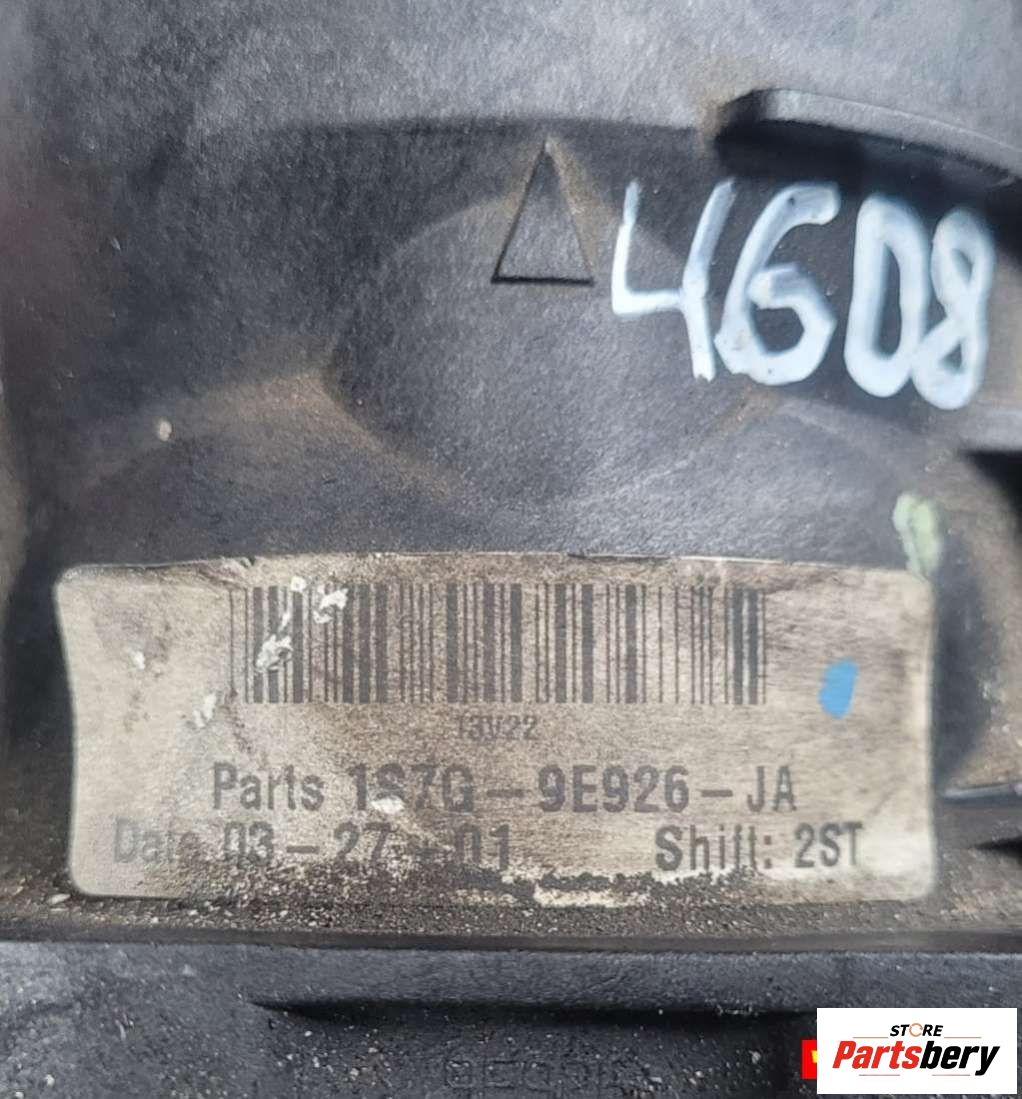 4608
13V22
Parts 1S7G-9E926-JA
Date 03-27-01 Shift: 2ST
STORE
Partsbery